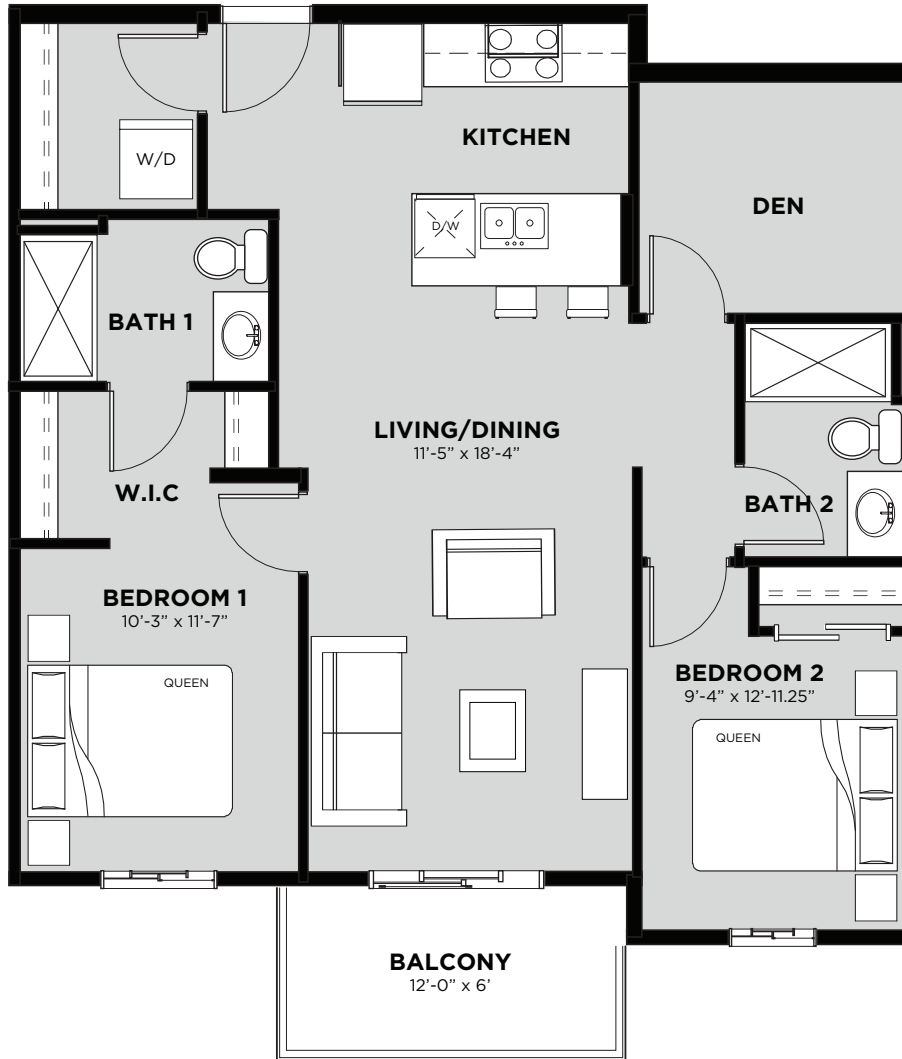 KITCHEN
W/D
DEN
D/W
BATH 1
LIVING/DINING
11'-5" x 18'-4"
W.I.C
BATH 2
BEDROOM 1
10'-3" x 11'-7"
BEDROOM 2
9'-4" x 12'-11.25"
QUEEN
QUEEN
BALCONY
12'-0" x 6'